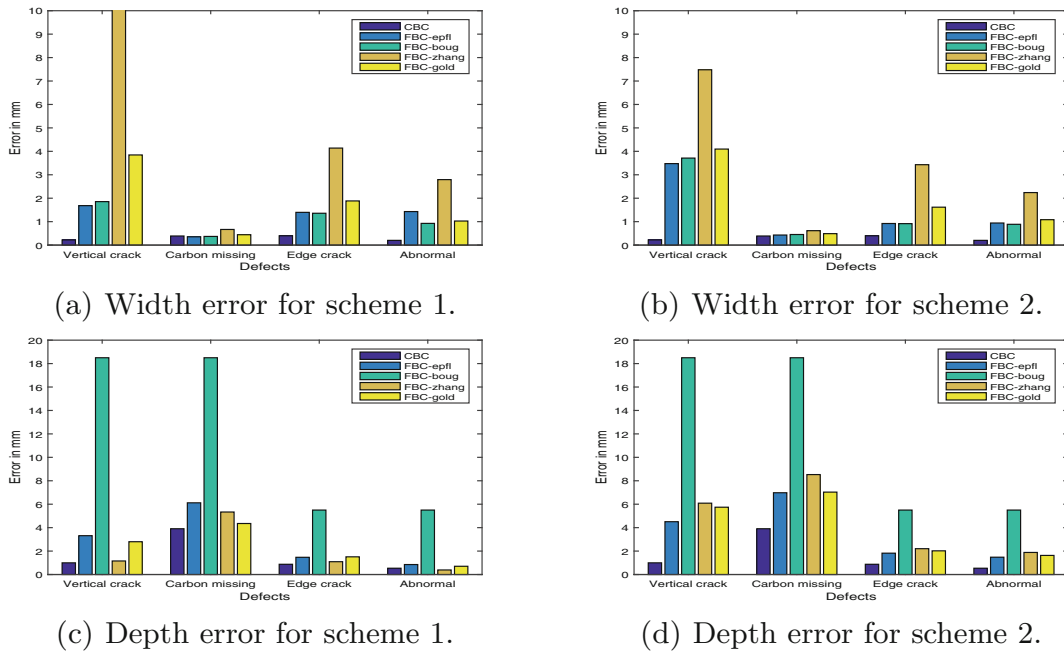 10
9
8
7
6
5
4
3
2
1
0
Error in mm
CBC
FBC-epfl
FBC-boug
FBC-zhang
FBC-gold
Vertical crack Carbon missing Edge crack Abnormal
Defects
(a) Width error for scheme 1.
10
9
8
7
6
5
4
3
2
1
0
Error in mm
CBC
FBC-epfl
FBC-boug
FBC-zhang
FBC-gold
Vertical crack Carbon missing Edge crack Abnormal
Defects
(b) Width error for scheme 2.
20
18
16
14
12
10
8
6
4
2
0
Error in mm
CBC
FBC-epfl
FBC-boug
FBC-zhang
FBC-gold
Vertical crack Carbon missing Edge crack Abnormal
Defects
(c) Depth error for scheme 1.
20
18
16
14
12
10
8
6
4
2
0
Error in mm
CBC
FBC-epfl
FBC-boug
FBC-zhang
FBC-gold
Vertical crack Carbon missing Edge crack Abnormal
Defects
(d) Depth error for scheme 2.